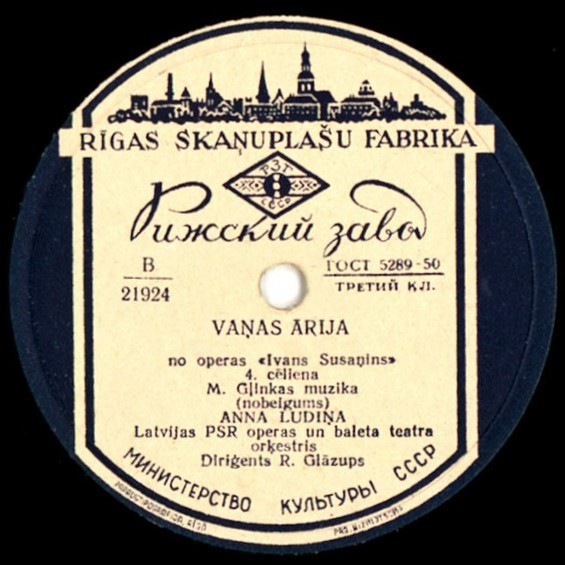 RĪGAS SKAŅUPLAŠU FABRIKA
РЗГ
СССР
Рижский завод
В
21924
ГОСТ 5289-50
ТРЕТИЙ КЛ.
VAŅAS ĀRIJA
no operas «Ivans Susaņins»
4. cēliena
M. Gļinkas muzika
(nobeigums)
ANNA LUDIŅA
Latvijas PSR operas un baleta teatra
orķestris
Diriģents R. Glāzups
МИНИСТЕРСТВО КУЛЬТУРЫ СССР